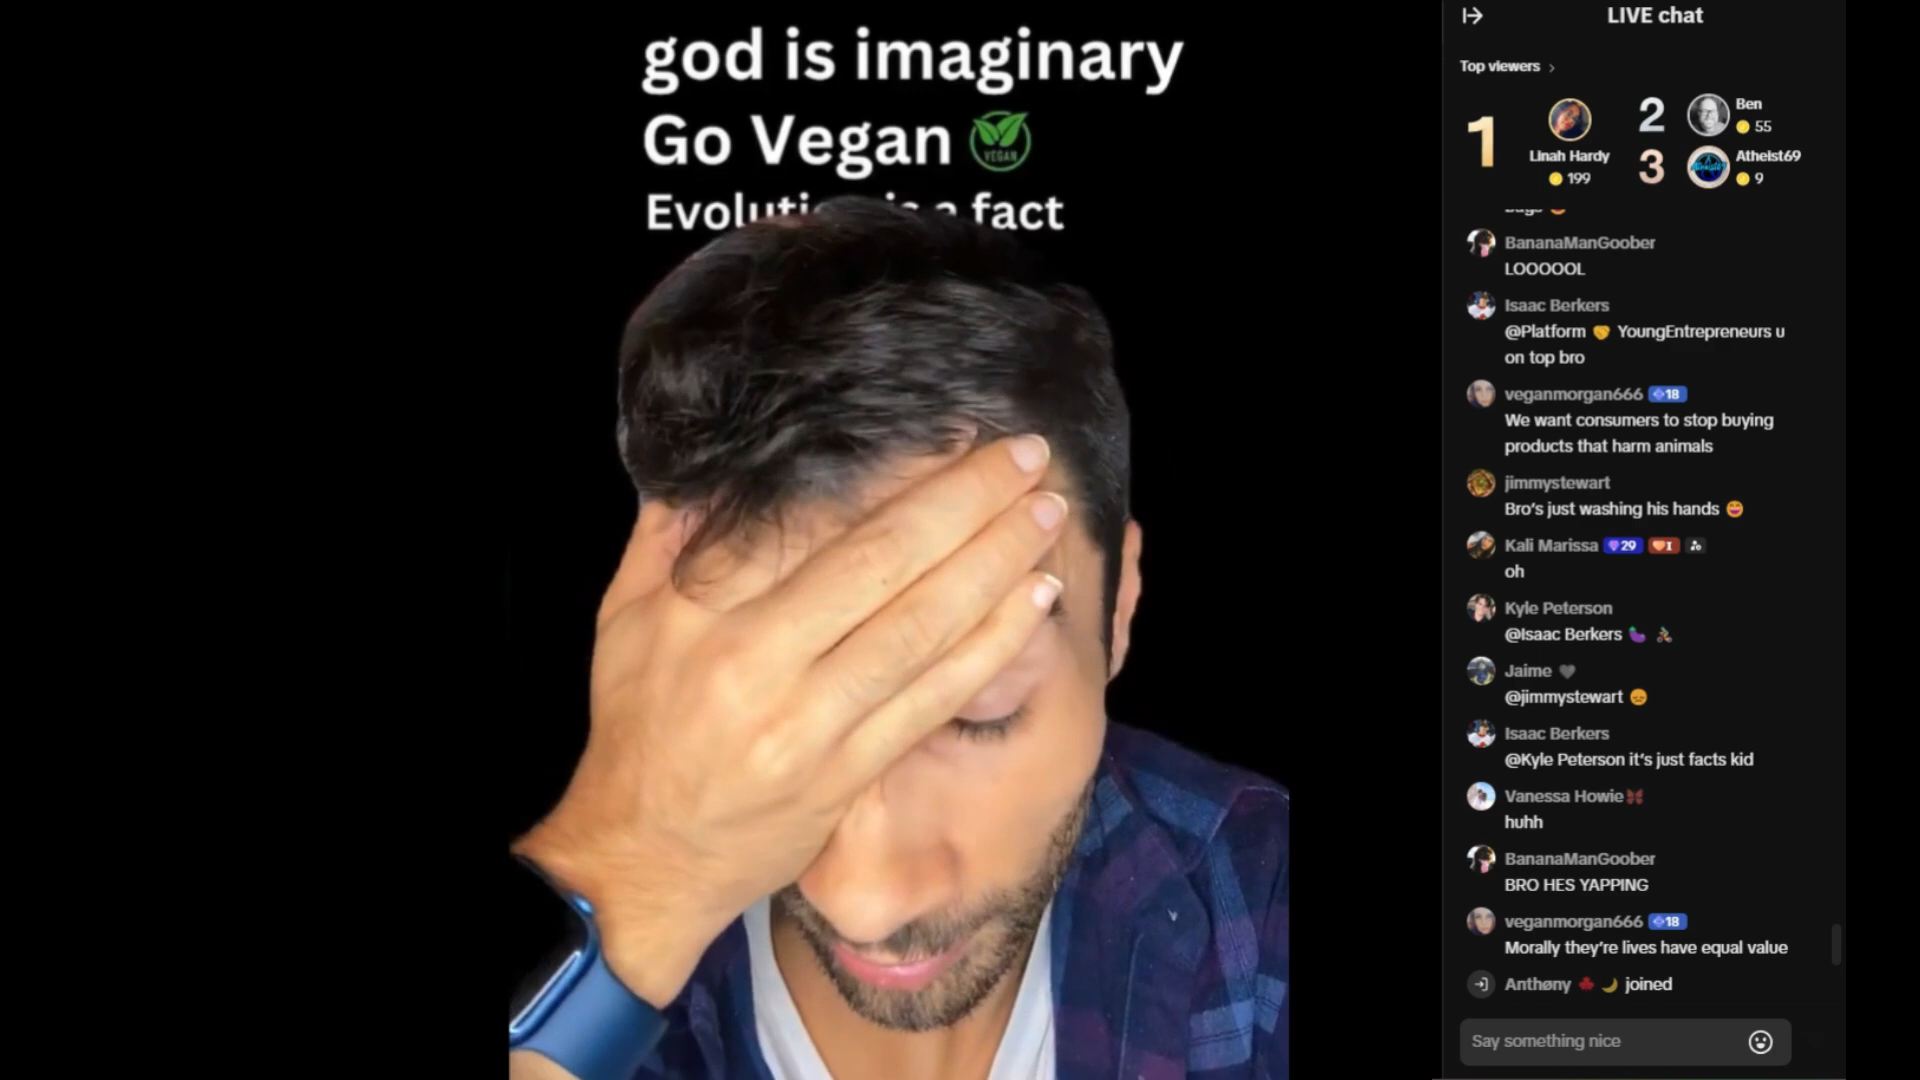 god is imaginary
Go Vegan
VEGAN
Evolution is a fact
LIVE chat
Top viewers
1
Linah Hardy
199
2
Ben
55
3
Atheist69
9
BananaManGoober
LOOOOOL
Isaac Berkers
@Platform 🤝 YoungEntrepreneurs u
on top bro
veganmorgan666 18
We want consumers to stop buying
products that harm animals
jimmystewart
Bro's just washing his hands 😄
Kali Marissa 29 I
oh
Kyle Peterson
@Isaac Berkers 🍆 🚴
Jaime 🖤
@jimmystewart 😞
Isaac Berkers
@Kyle Peterson it's just facts kid
Vanessa Howie
huhh
BananaManGoober
BRO HES YAPPING
veganmorgan666 18
Morally they're lives have equal value
Anthøny 🍁 🌙 joined
Say something nice